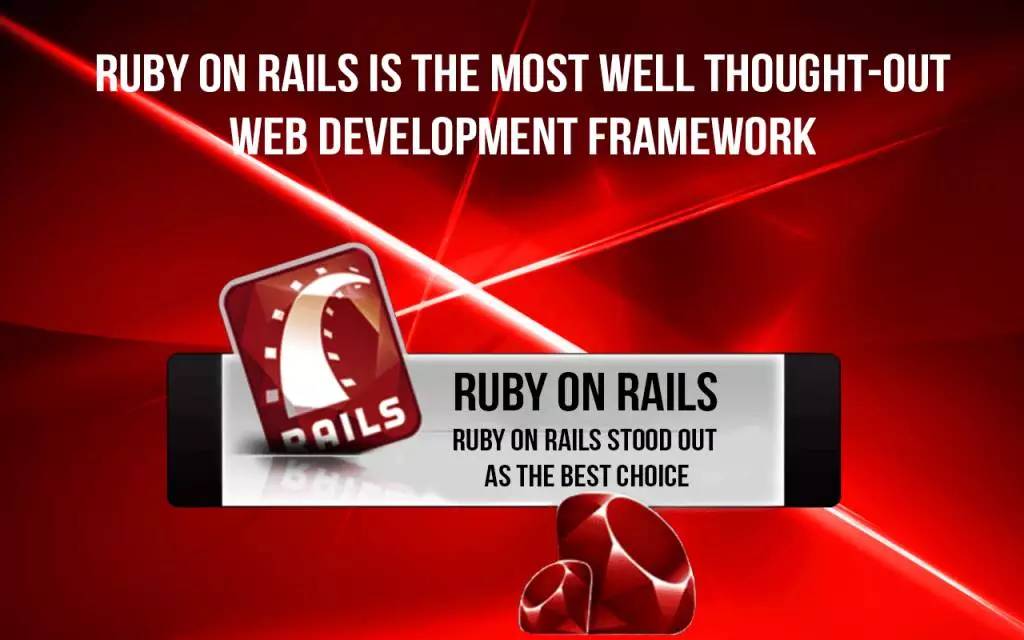 RUBY ON RAILS IS THE MOST WELL THOUGHT-OUT
WEB DEVELOPMENT FRAMEWORK
RAILS
RUBY ON RAILS
RUBY ON RAILS STOOD OUT
AS THE BEST CHOICE